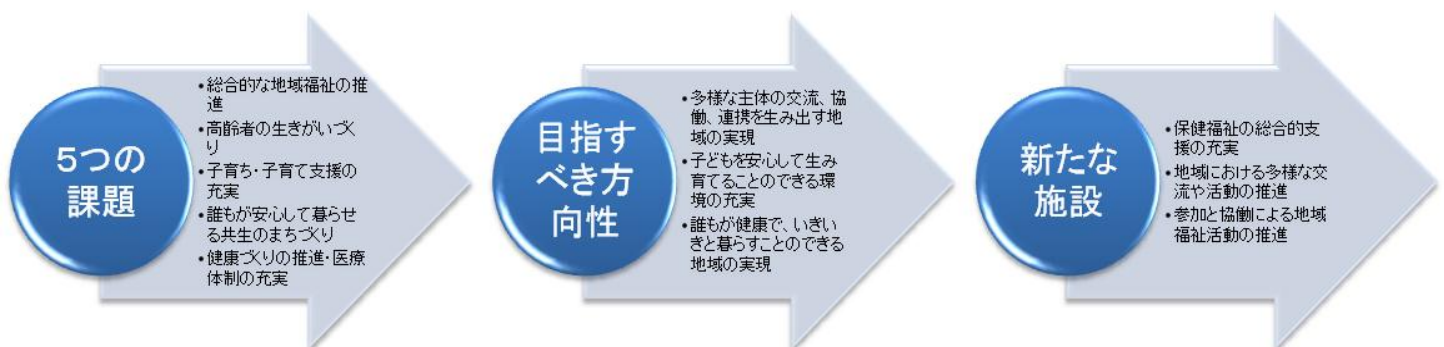 5つの
課題
•総合的な地域福祉の推
進
•高齢者の生きがいづく
り
•子育ち・子育て支援の
充実
•誰もが安心して暮らせ
る共生のまちづくり
•健康づくりの推進・医療
体制の充実
目指す
べき方
向性
•多様な主体の交流、協
働、連携を生み出す地
域の実現
•子どもを安心して生み
育てることのできる環
境の充実
•誰もが健康で、いきい
きと暮らすことのできる
地域の実現
新たな
施設
•保健福祉の総合的支
援の充実
•地域における多様な交
流や活動の推進
•参加と協働による地域
福祉活動の推進